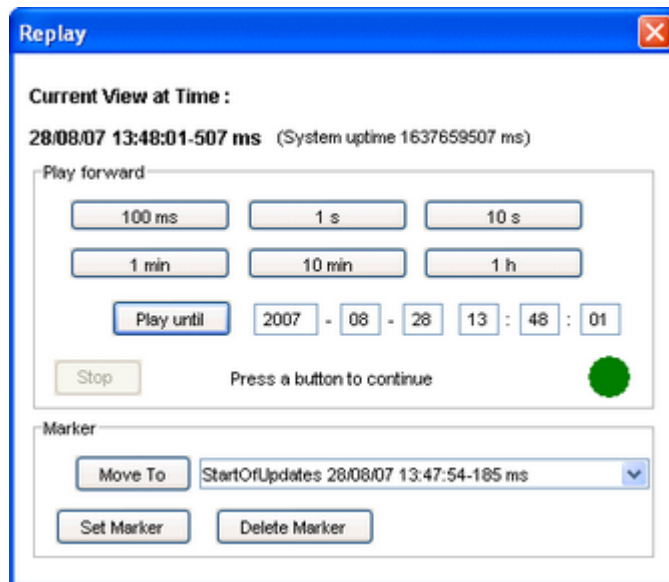 Replay
Current View at Time :
28/08/07 13:48:01-507 ms (System uptime 1637659507 ms)
Play forward
100 ms 1 s 10 s
1 min 10 min 1 h
Play until 2007 - 08 - 28 13 : 48 : 01
Stop Press a button to continue
Marker
Move To StartOfUpdates 28/08/07 13:47:54-185 ms
Set Marker Delete Marker